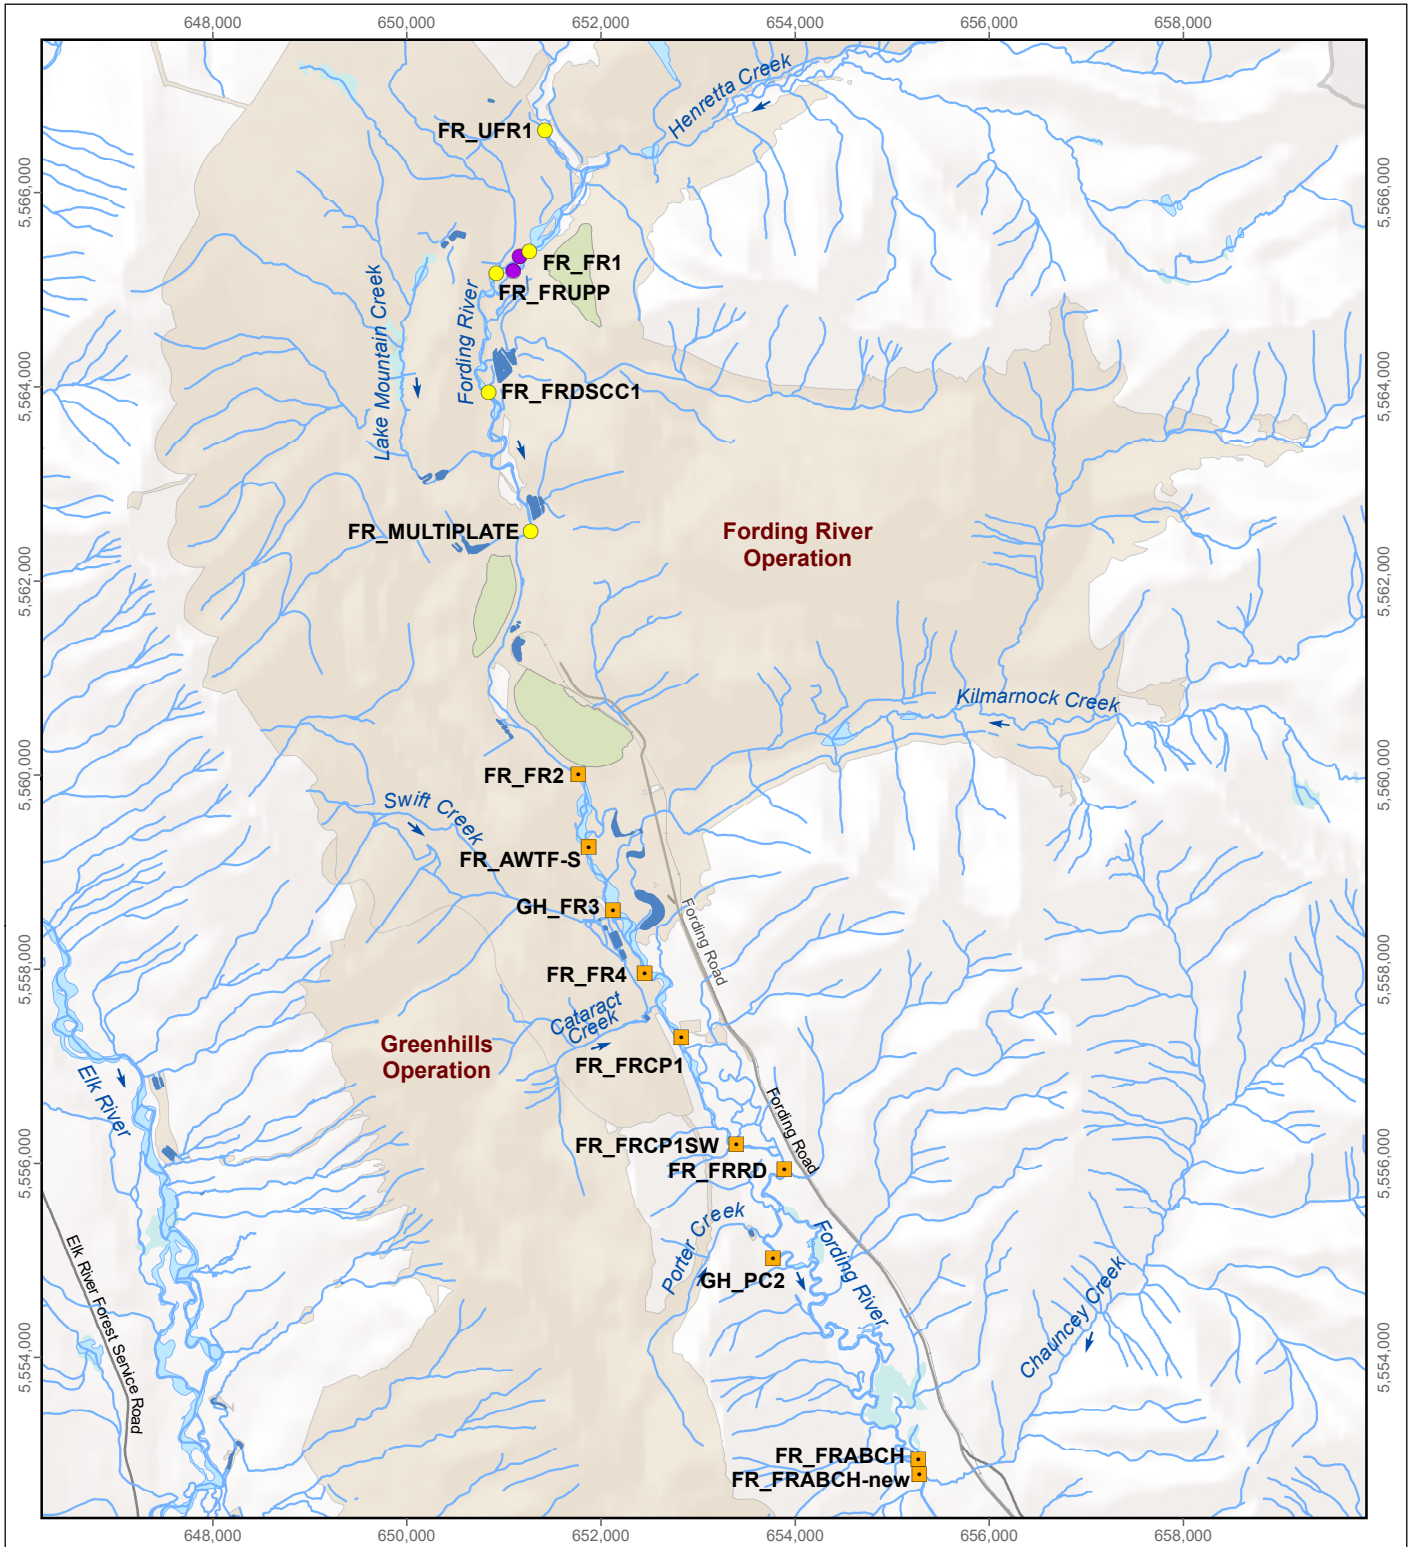 648,000
650,000
652,000
654,000
656,000
658,000
Henretta Creek
FR_UFR1
5,566,000
5,566,000
FR_FR1
FR_FRUPP
Lake Mountain Creek
Fording River
5,564,000
5,564,000
FR_FRDSCC1
FR_MULTIPLATE
Fording River
Operation
5,562,000
5,562,000
Kilmarnock Creek
FR_FR2
5,560,000
5,560,000
Swift Creek
FR_AWTF-S
GH_FR3
Fording Road
FR_FR4
5,558,000
5,558,000
Cataract
Creek
Greenhills
Operation
FR_FRCP1
Elk River
Fording Road
FR_FRCP1SW
FR_FRRD
5,556,000
5,556,000
Porter Creek
Fording River
GH_PC2
Elk River Forest Service Road
Chauncey Creek
5,554,000
5,554,000
FR_FRABCH
FR_FRABCH-new
648,000
650,000
652,000
654,000
656,000
658,000